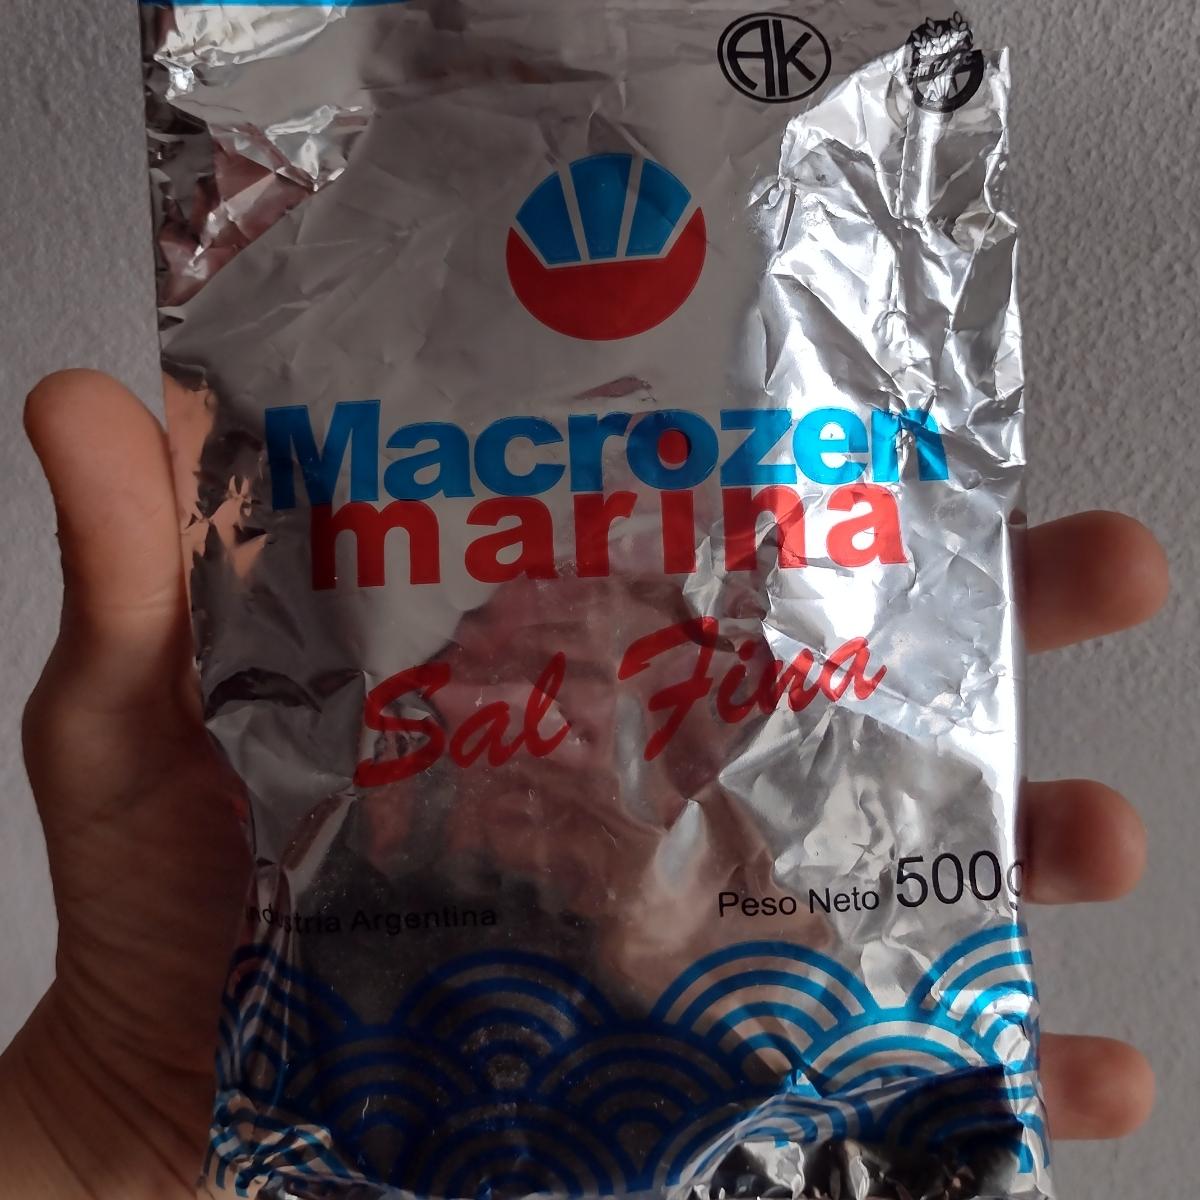 AK
Macrozen
marina
Sal Fina
Peso Neto 500g
Industria Argentina